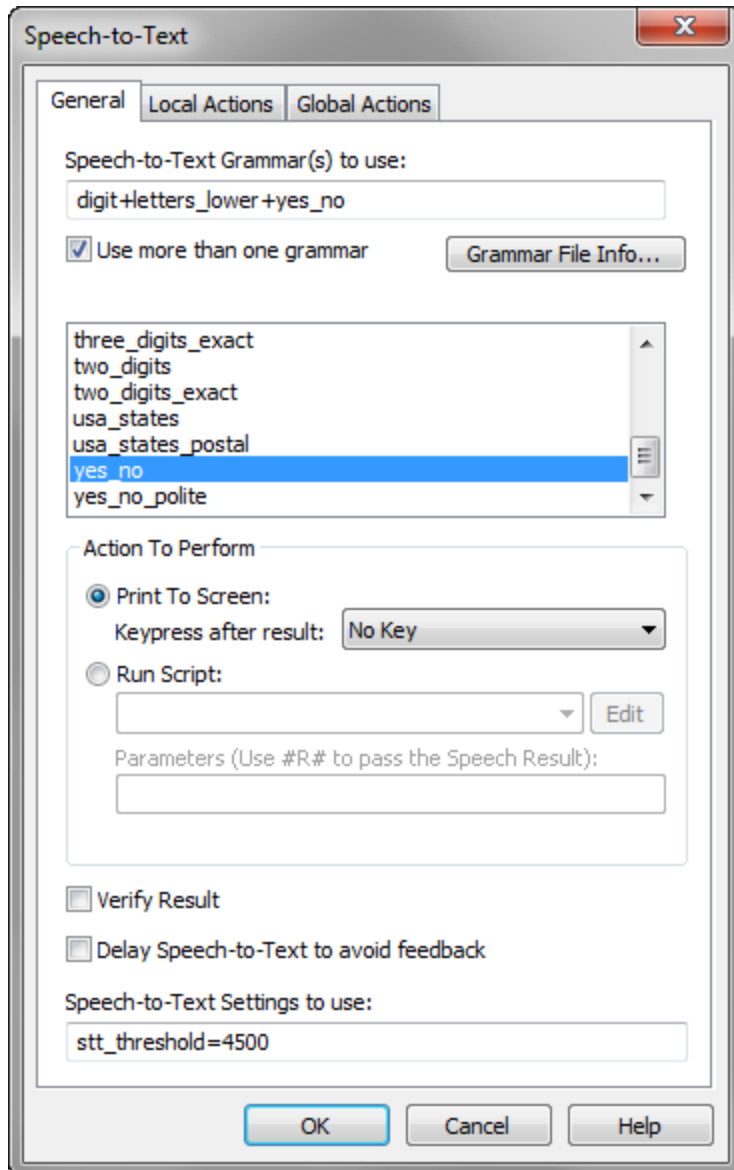 Speech-to-Text
General Local Actions Global Actions
Speech-to-Text Grammar(s) to use:
digit+letters_lower+yes_no
Use more than one grammar Grammar File Info...
three_digits_exact
two_digits
two_digits_exact
usa_states
usa_states_postal
yes_no
yes_no_polite
Action To Perform
Print To Screen:
Keypress after result: No Key
Run Script:
Edit
Parameters (Use #R# to pass the Speech Result):
Verify Result
Delay Speech-to-Text to avoid feedback
Speech-to-Text Settings to use:
stt_threshold=4500
OK Cancel Help